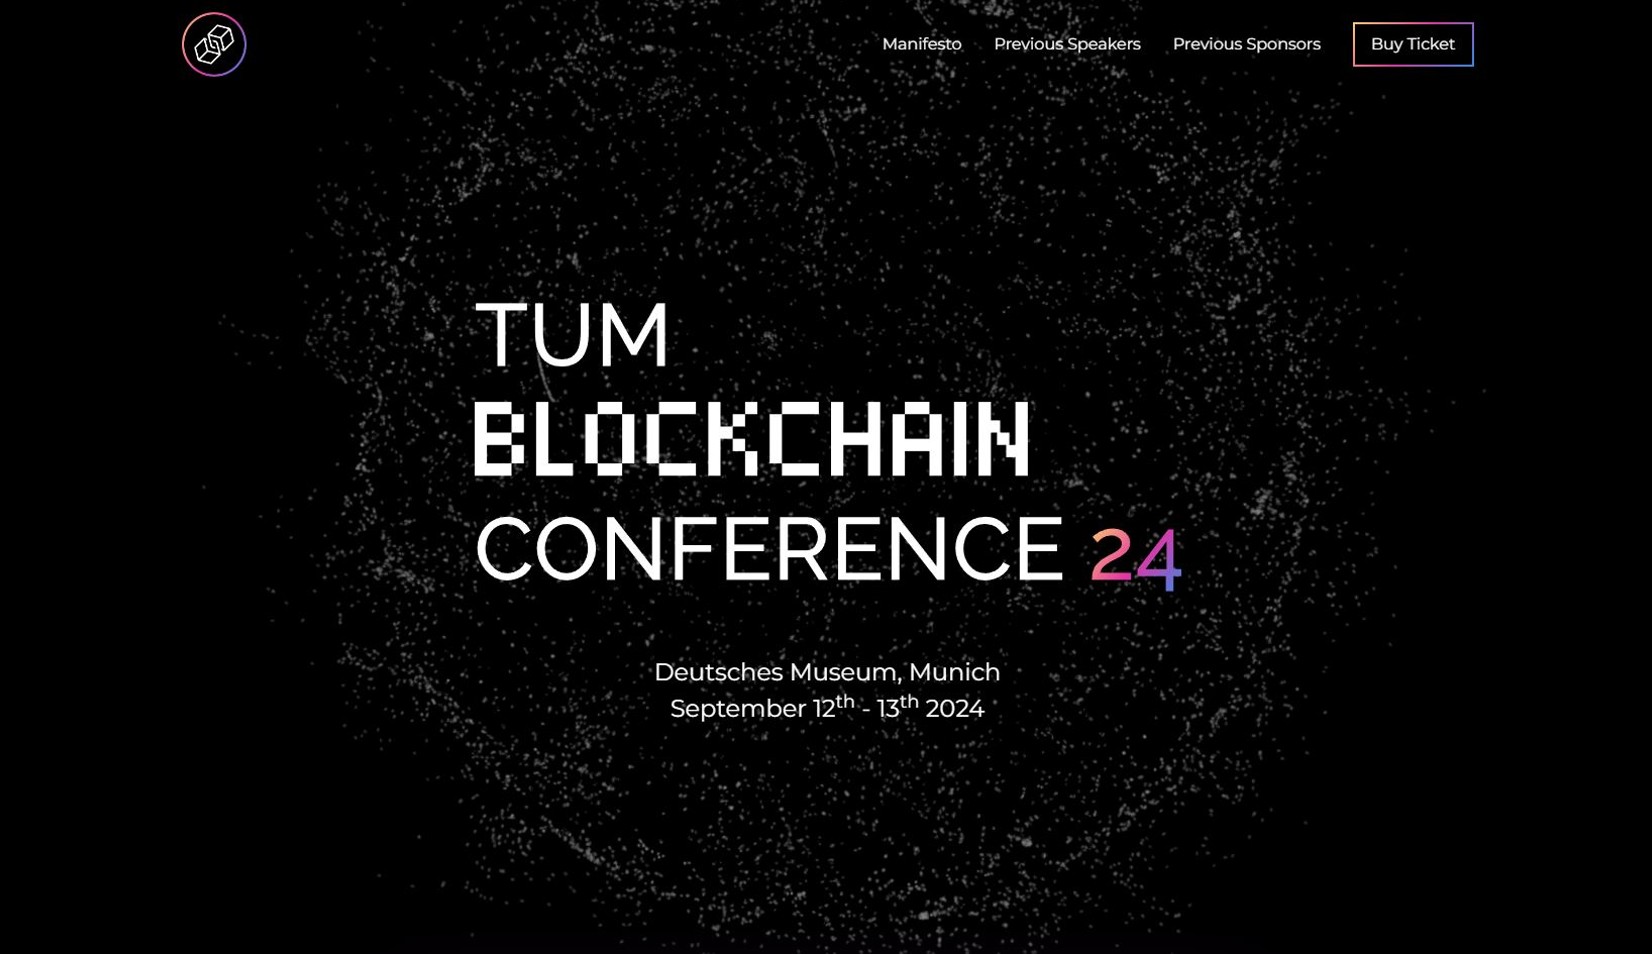 Manifesto Previous Speakers Previous Sponsors Buy Ticket
TUM
BLOCKCHAIN
CONFERENCE 24
Deutsches Museum, Munich
September 12th - 13th 2024